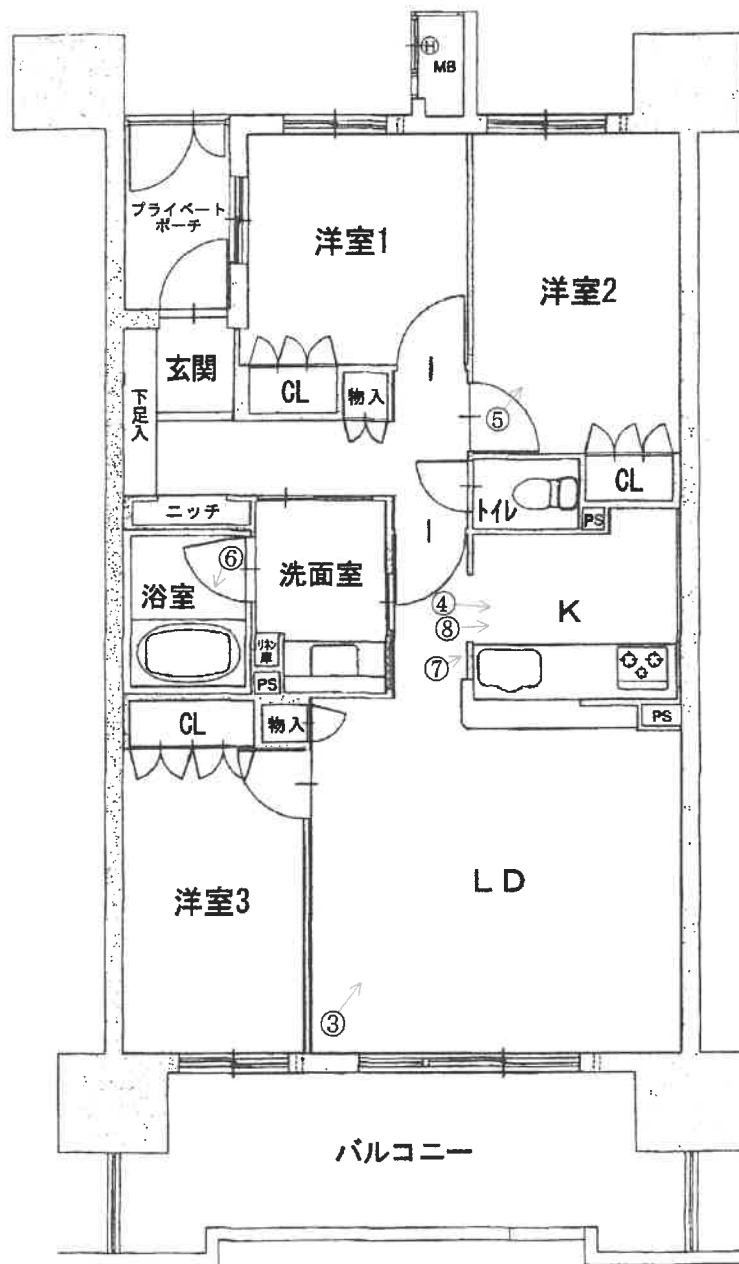 Ⓗ
MB
プライベート
ポーチ
洋室1
洋室2
玄関
下足入
CL
物入
⑤
CL
トイレ
PS
ニッチ
⑥
洗面室
浴室
④
⑧
K
⑦
リネン
庫
PS
CL
物入
PS
LD
洋室3
③
バルコニー